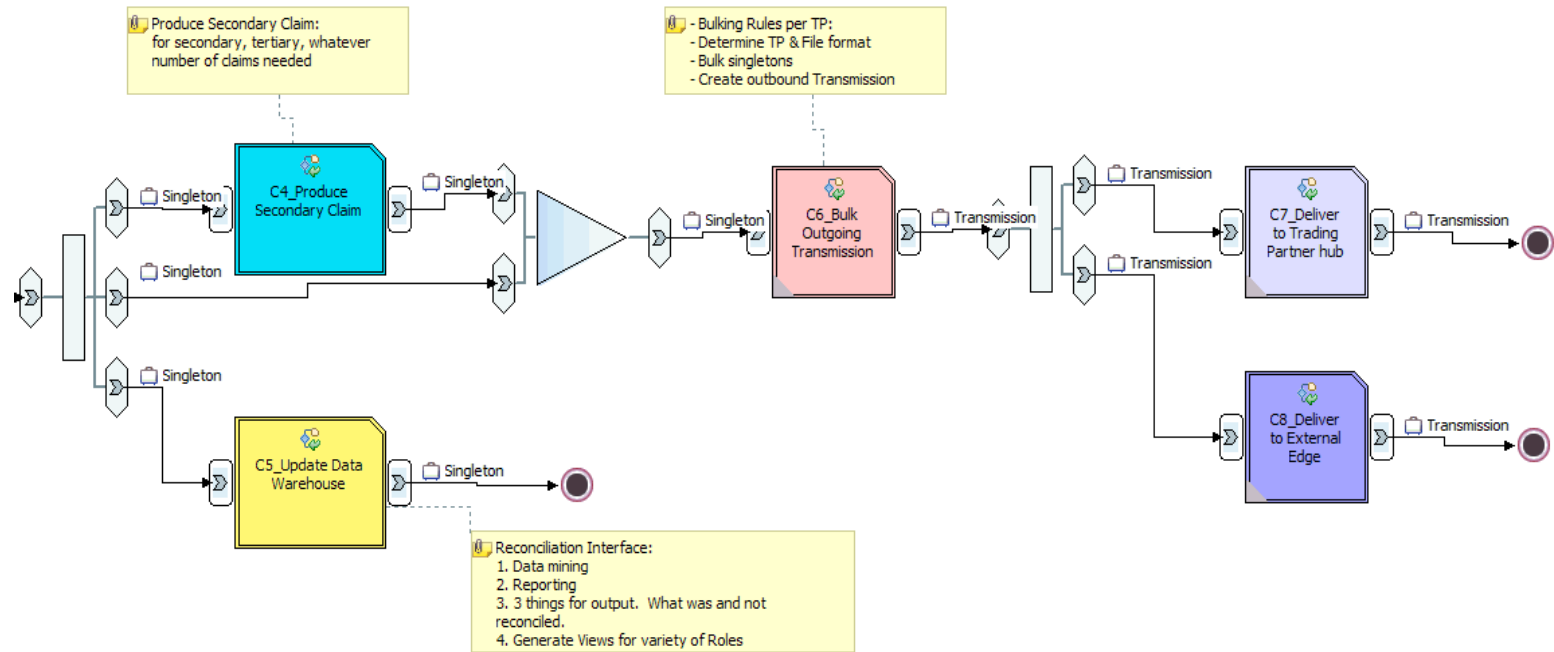 Produce Secondary Claim:
for secondary, tertiary, whatever
number of claims needed
- Bulking Rules per TP:
- Determine TP & File format
- Bulk singletons
- Create outbound Transmission
Singleton
C4_Produce
Secondary Claim
Singleton
Singleton
Singleton
C6_Bulk
Outgoing
Transmission
Transmission
Transmission
C7_Deliver
to Trading
Partner hub
Transmission
Transmission
Singleton
C5_Update Data
Warehouse
Singleton
C8_Deliver
to External
Edge
Transmission
Reconciliation Interface:
1. Data mining
2. Reporting
3. 3 things for output.  What was and not
reconciled.
4. Generate Views for variety of Roles